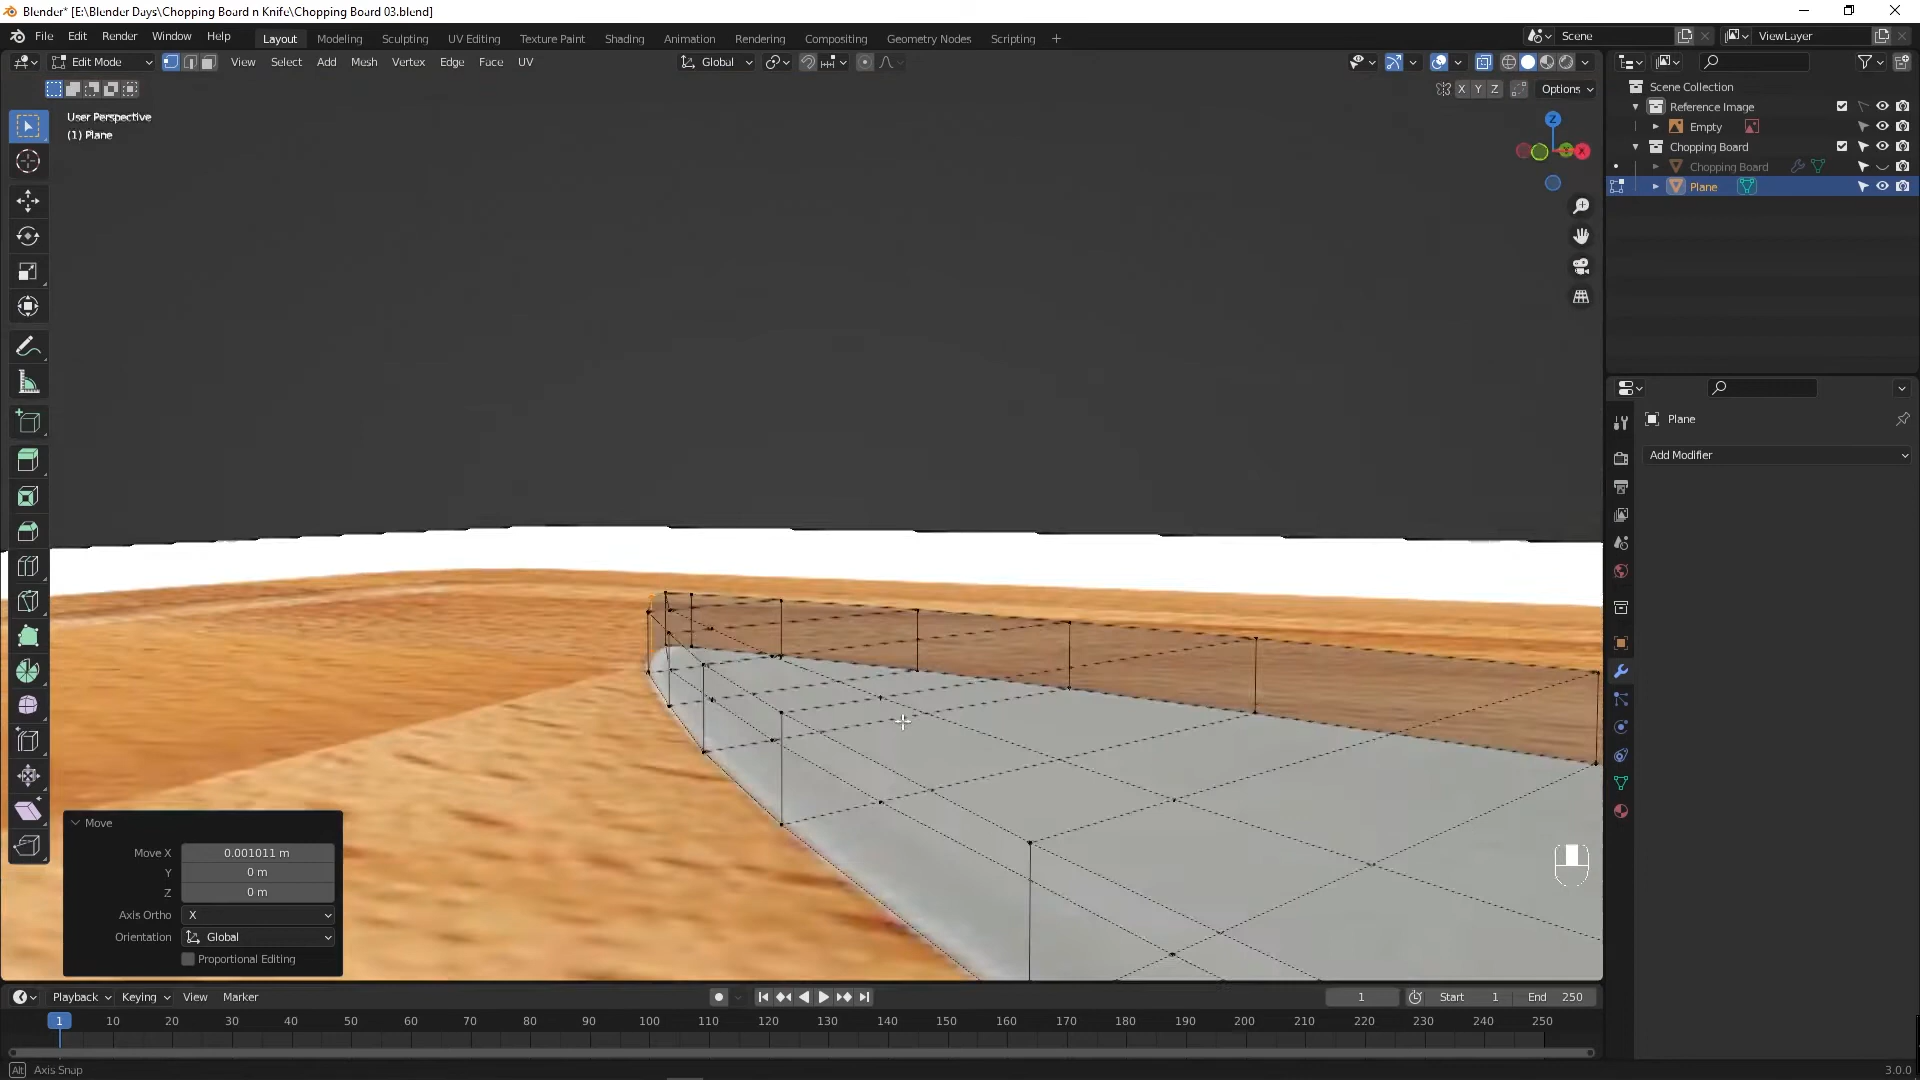 Blender* [E:\Blender Days\Chopping Board n Knife\Chopping Board 03.blend]
File Edit Render Window Help
Layout Modeling Sculpting UV Editing Texture Paint Shading Animation Rendering Compositing Geometry Nodes Scripting +
Scene
ViewLayer
Edit Mode View Select Add Mesh Vertex Edge Face UV
Global
X Y Z Options
User Perspective
(1) Plane
Z
X
Scene Collection
Reference Image
Empty
Chopping Board
Chopping Board
Plane
Plane
Add Modifier
Move
Move X 0.001011 m
Y 0 m
Z 0 m
Axis Ortho X
Orientation Global
Proportional Editing
Playback Keying View Marker
1 Start 1 End 250
1 10 20 30 40 50 60 70 80 90 100 110 120 130 140 150 160 170 180 190 200 210 220 230 240 250
Alt Axis Snap
3.0.0